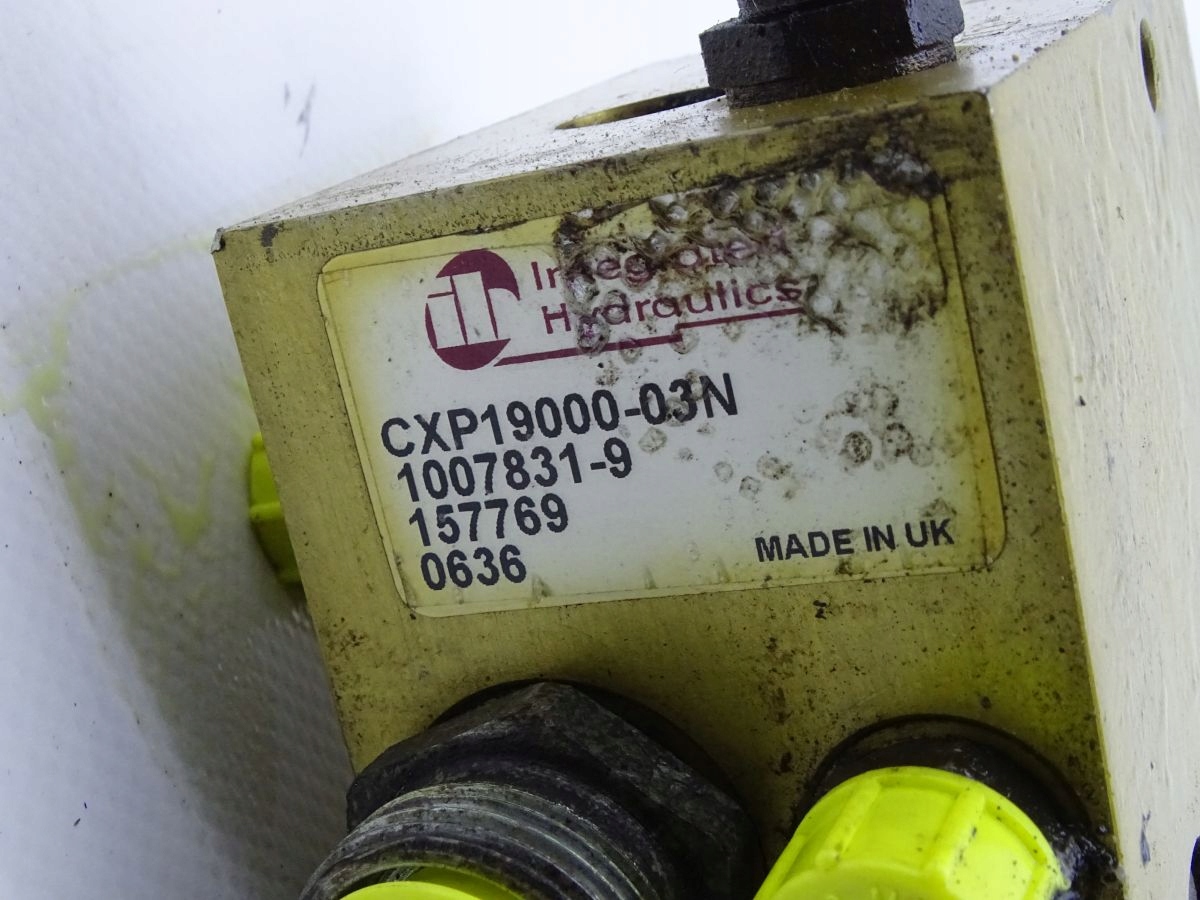 Integrated
Hydraulics
CXP19000-03N
1007831-9
157769
0636
MADE IN UK